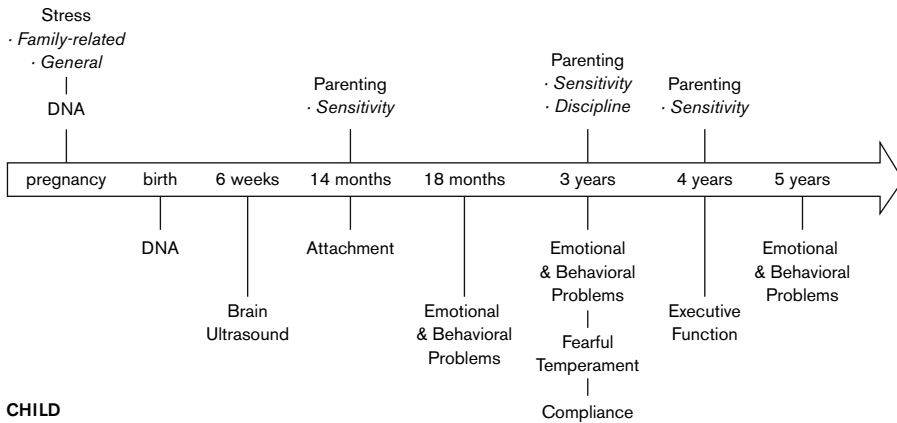 Stress
· Family-related
· General
DNA
Parenting
· Sensitivity
Parenting
· Sensitivity
· Discipline
Parenting
· Sensitivity
pregnancy birth 6 weeks 14 months 18 months 3 years 4 years 5 years
DNA
Brain
Ultrasound
Attachment
Emotional
& Behavioral
Problems
Emotional
& Behavioral
Problems
Fearful
Temperament
Compliance
Executive
Function
Emotional
& Behavioral
Problems
CHILD